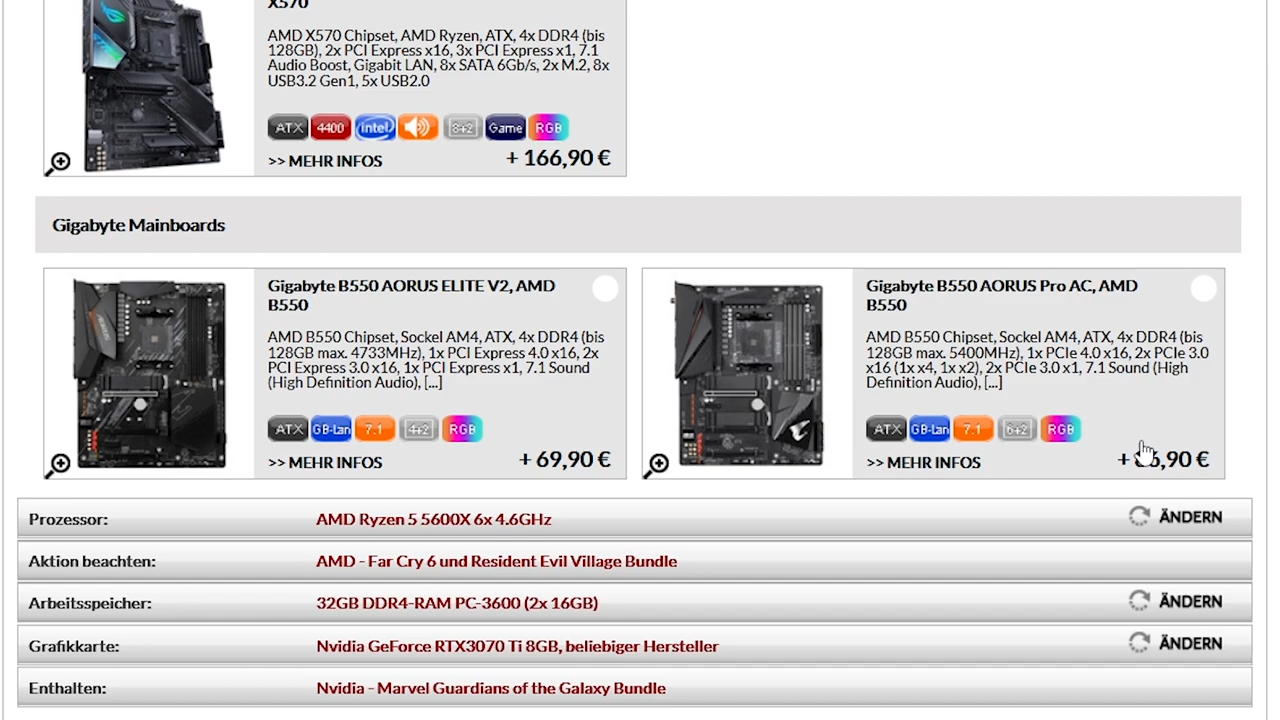 X570
AMD X570 Chipset, AMD Ryzen, ATX, 4x DDR4 (bis
128GB), 2x PCI Express x16, 3x PCI Express x1, 7.1
Audio Boost, Gigabit LAN, 8x SATA 6Gb/s, 2x M.2, 8x
USB3.2 Gen1, 5x USB2.0
ATX 4400 intel 8+2 Game RGB
>> MEHR INFOS + 166,90 €
Gigabyte Mainboards
Gigabyte B550 AORUS ELITE V2, AMD
B550
AMD B550 Chipset, Sockel AM4, ATX, 4x DDR4 (bis
128GB max. 4733MHz), 1x PCI Express 4.0 x16, 2x
PCI Express 3.0 x16, 1x PCI Express x1, 7.1 Sound
(High Definition Audio), [...]
ATX GB-Lan 7.1 4+2 RGB
>> MEHR INFOS + 69,90 €
Gigabyte B550 AORUS Pro AC, AMD
B550
AMD B550 Chipset, Sockel AM4, ATX, 4x DDR4 (bis
128GB max. 5400MHz), 1x PCIe 4.0 x16, 2x PCIe 3.0
x16 (1x x4, 1x x2), 2x PCIe 3.0 x1, 7.1 Sound (High
Definition Audio), [...]
ATX GB-Lan 7.1 6+2 RGB
>> MEHR INFOS +
Prozessor: AMD Ryzen 5 5600X 6x 4.6GHz ÄNDERN
Aktion beachten: AMD - Far Cry 6 und Resident Evil Village Bundle
Arbeitsspeicher: 32GB DDR4-RAM PC-3600 (2x 16GB) ÄNDERN
Grafikkarte: Nvidia GeForce RTX3070 Ti 8GB, beliebiger Hersteller ÄNDERN
Enthalten: Nvidia - Marvel Guardians of the Galaxy Bundle